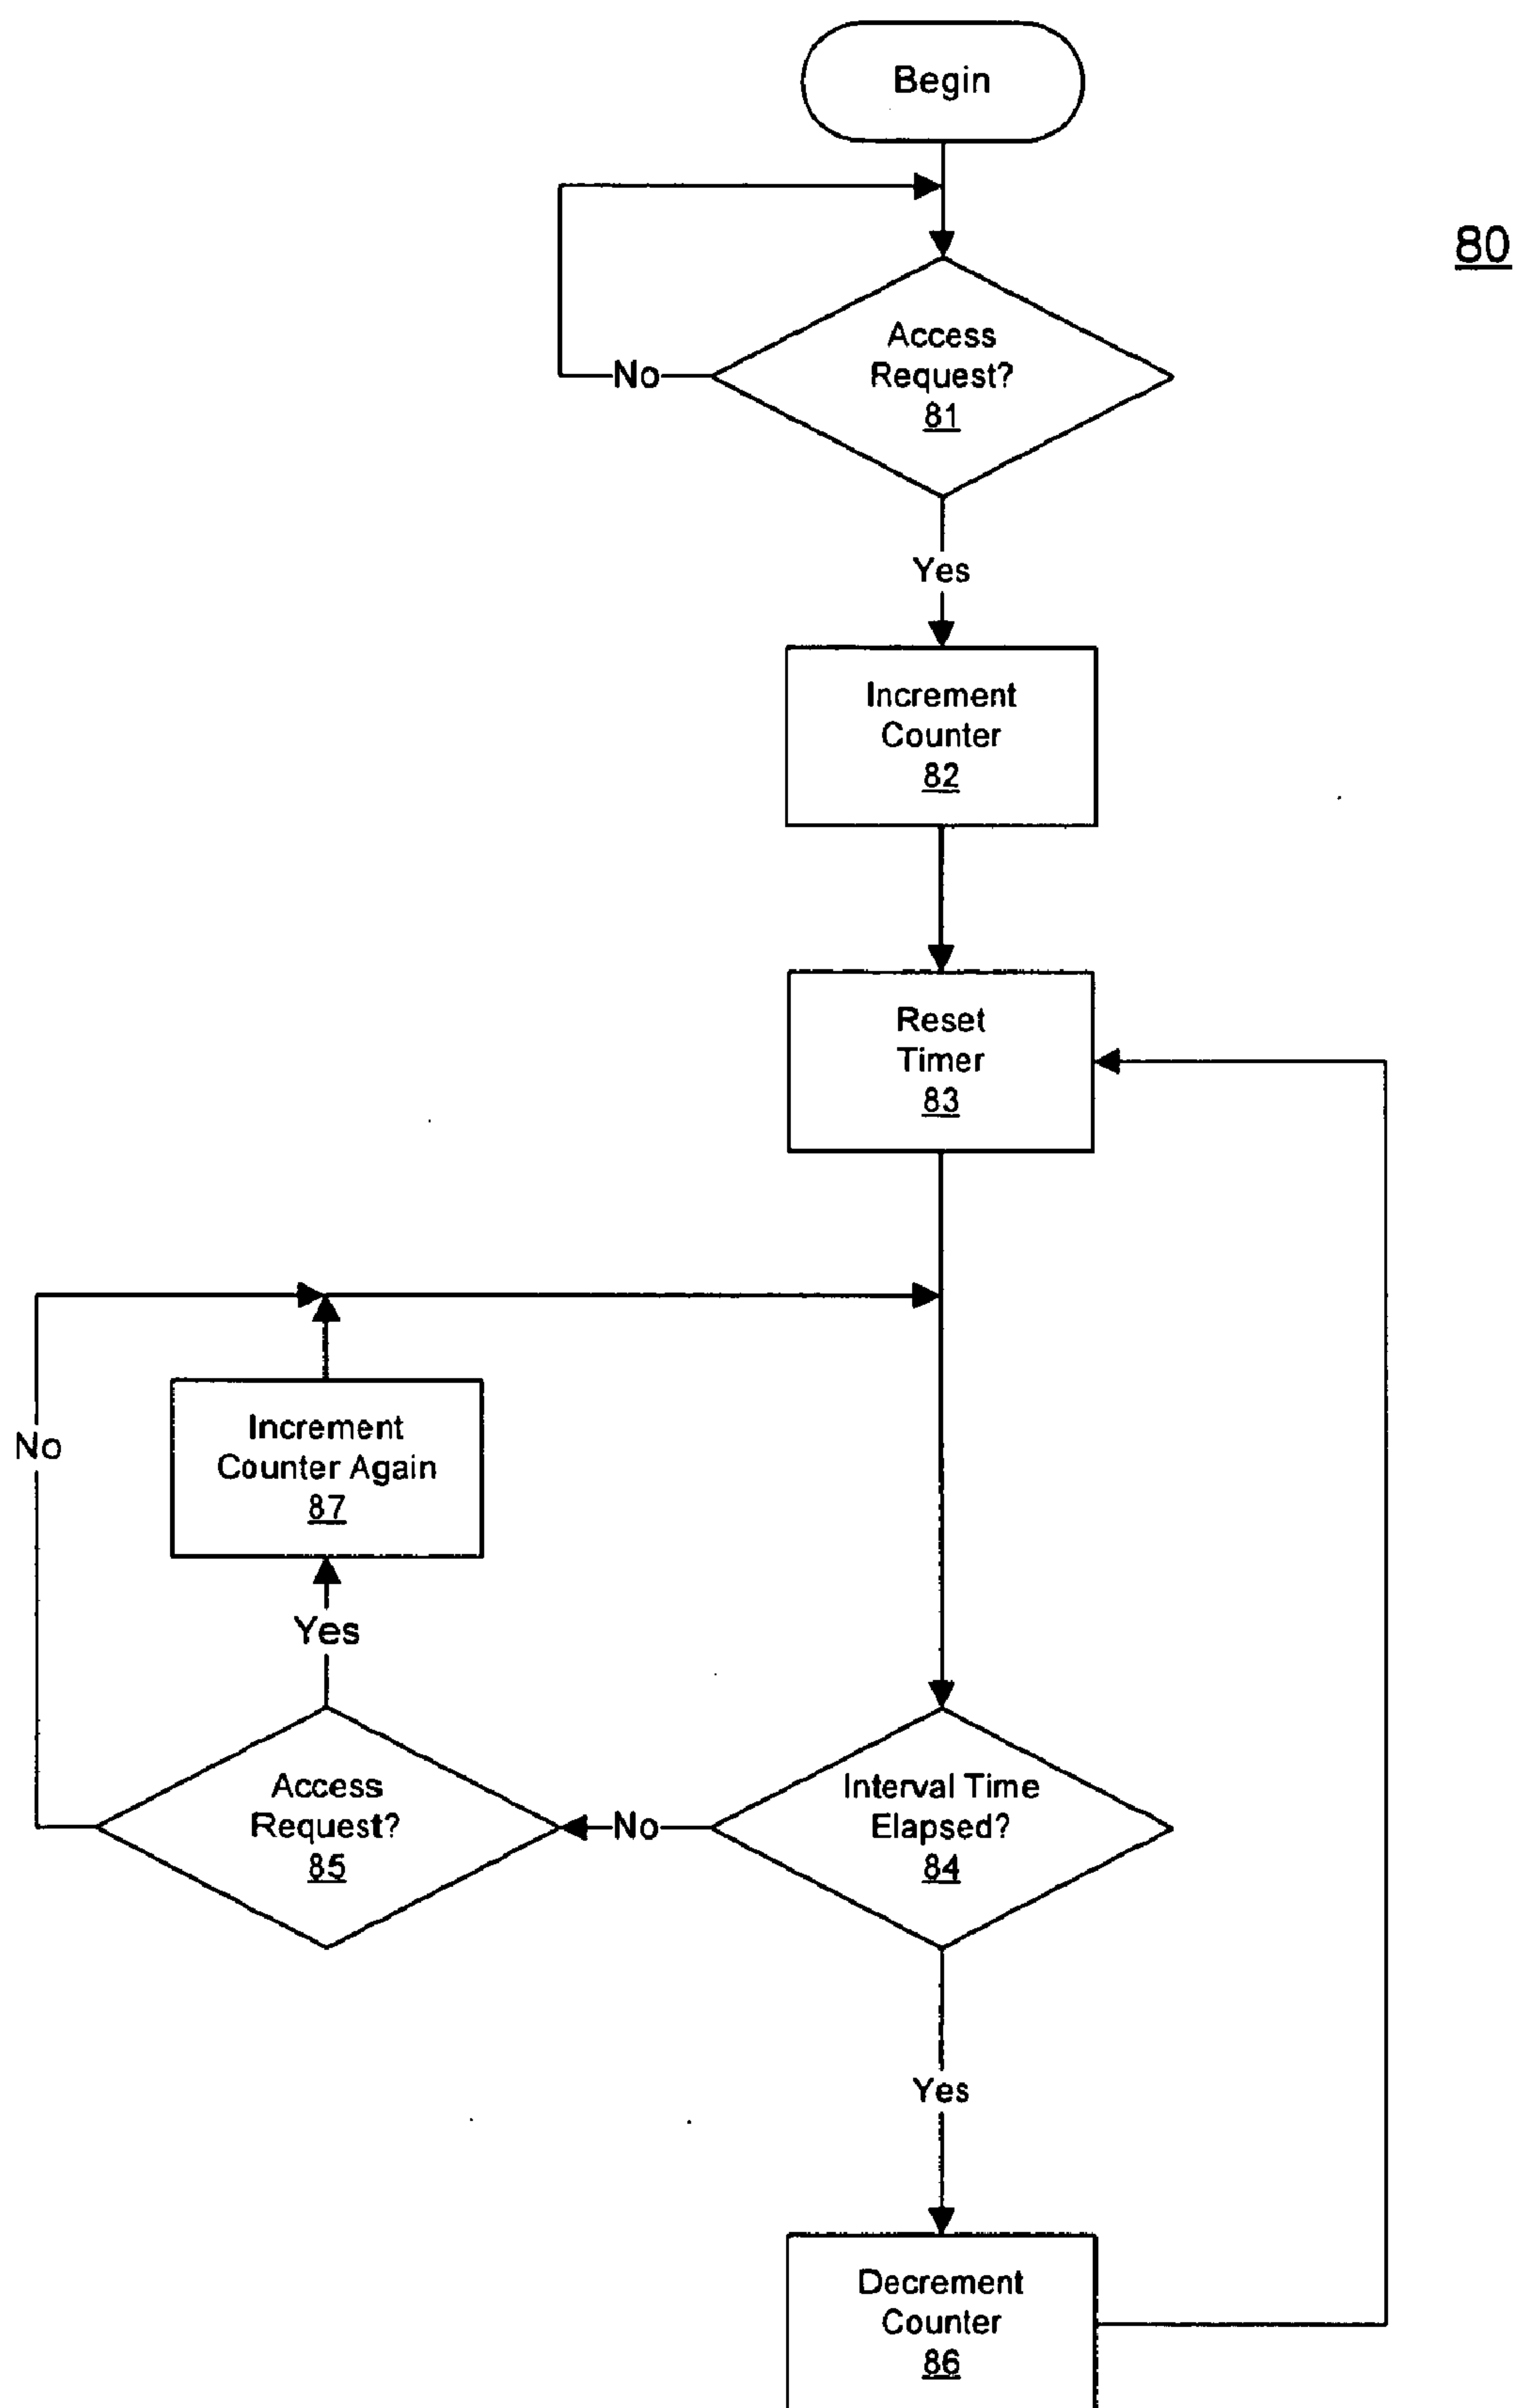 Begin
80
Access
Request?
81
No
Yes
Increment
Counter
82
Reset
Timer
83
No
Increment
Counter Again
87
Yes
Access
Request?
85
No
Interval Time
Elapsed?
84
Yes
Decrement
Counter
86